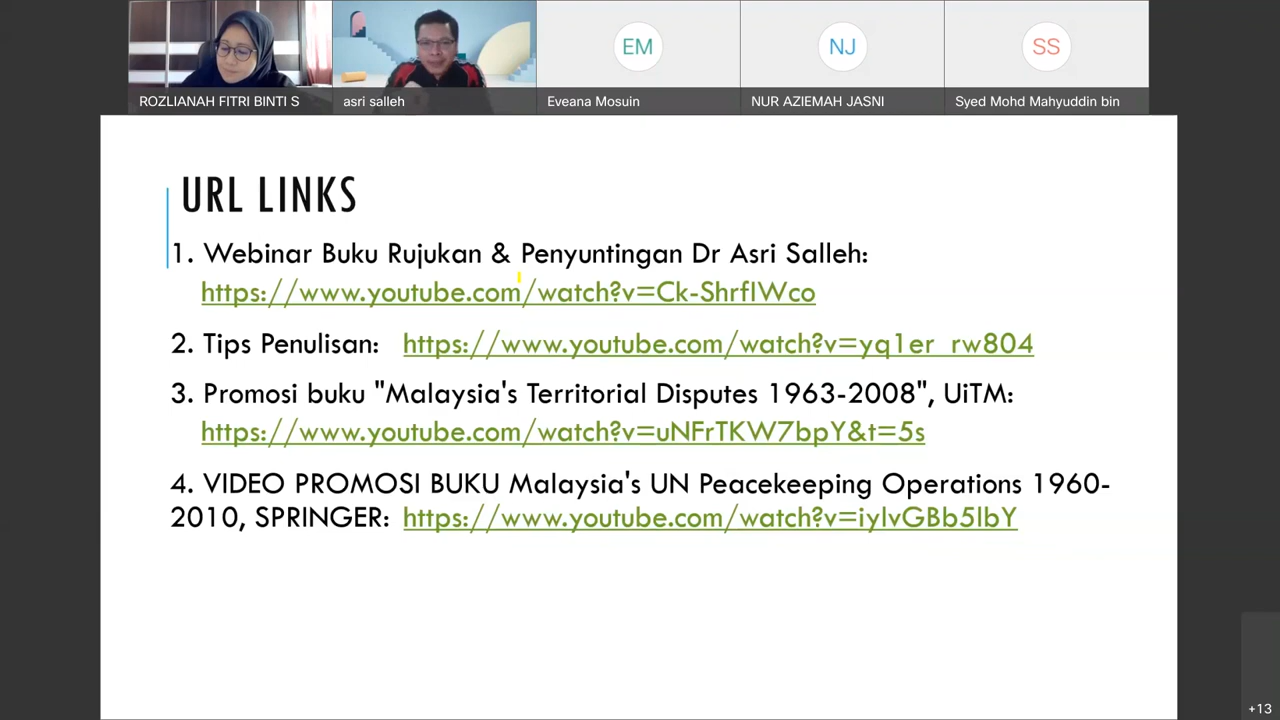 EM
NJ
SS
ROZLIANAH FITRI BINTI S
asri salleh
Eveana Mosuin
NUR AZIEMAH JASNI
Syed Mohd Mahyuddin bin
URL LINKS
1. Webinar Buku Rujukan & Penyuntingan Dr Asri Salleh:
https://www.youtube.com/watch?v=Ck-ShrfIWco
2. Tips Penulisan: https://www.youtube.com/watch?v=yq1er_rw804
3. Promosi buku "Malaysia's Territorial Disputes 1963-2008", UiTM:
https://www.youtube.com/watch?v=uNFrTKW7bpY&t=5s
4. VIDEO PROMOSI BUKU Malaysia's UN Peacekeeping Operations 1960-
2010, SPRINGER: https://www.youtube.com/watch?v=iylvGBb5lbY
+13